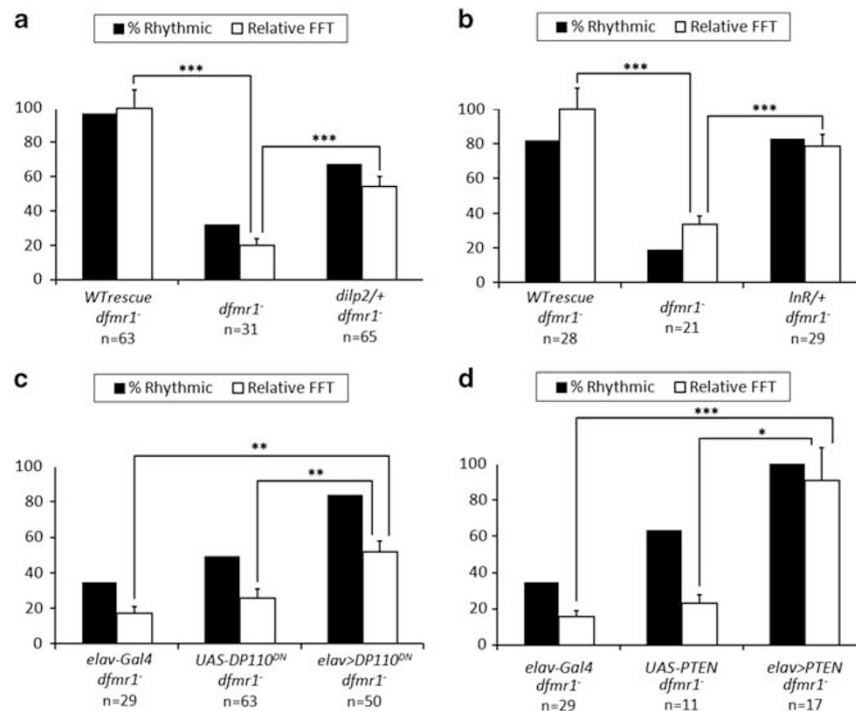 a
% Rhythmic Relative FFT
***
***
100
80
60
40
20
0
WTrescue dfmr1⁻ dilp2/+
dfmr1⁻ n=31 dfmr1⁻
n=63 n=65
b
% Rhythmic Relative FFT
***
***
100
80
60
40
20
0
WTrescue dfmr1⁻ InR/+
dfmr1⁻ n=21 dfmr1⁻
n=28 n=29
c
% Rhythmic Relative FFT
**
**
100
80
60
40
20
0
elav-Gal4 UAS-DP110ᴰᴺ elav>DP110ᴰᴺ
dfmr1⁻ dfmr1⁻ dfmr1⁻
n=29 n=63 n=50
d
% Rhythmic Relative FFT
***
*
100
80
60
40
20
0
elav-Gal4 UAS-PTEN elav>PTEN
dfmr1⁻ dfmr1⁻ dfmr1⁻
n=29 n=11 n=17